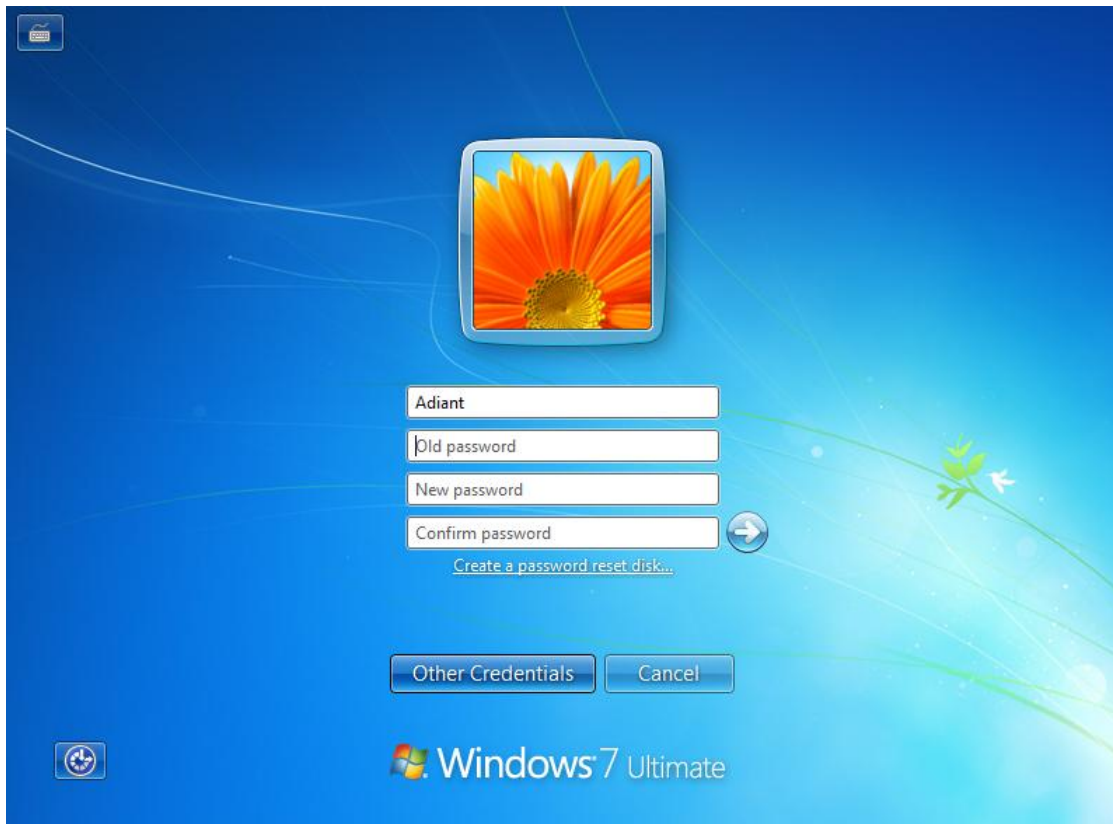 Adiant
Old password
New password
Confirm password
Create a password reset disk...
Other Credentials Cancel
Windows 7 Ultimate